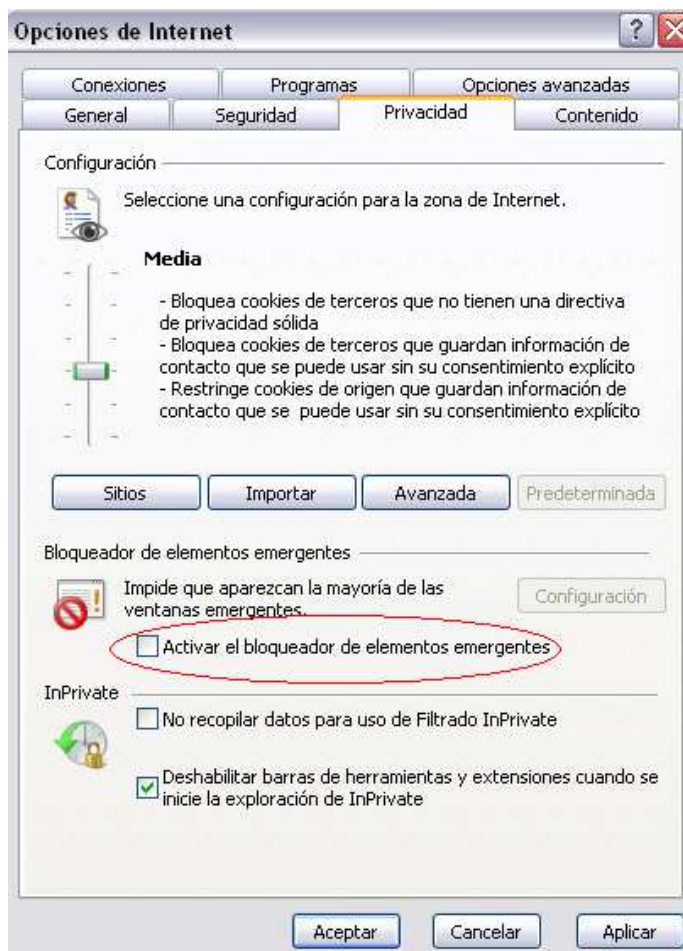 Opciones de Internet
Conexiones Programas Opciones avanzadas
General Seguridad Privacidad Contenido
Configuración
Seleccione una configuración para la zona de Internet.
Media
- Bloquea cookies de terceros que no tienen una directiva
de privacidad sólida
- Bloquea cookies de terceros que guardan información de
contacto que se puede usar sin su consentimiento explícito
- Restringe cookies de origen que guardan información de
contacto que se puede usar sin su consentimiento explícito
Sitios Importar Avanzada Predeterminada
Bloqueador de elementos emergentes
Impide que aparezcan la mayoría de las
ventanas emergentes.
Configuración
Activar el bloqueador de elementos emergentes
InPrivate
No recopilar datos para uso de Filtrado InPrivate
Deshabilitar barras de herramientas y extensiones cuando se
inicie la exploración de InPrivate
Aceptar Cancelar Aplicar